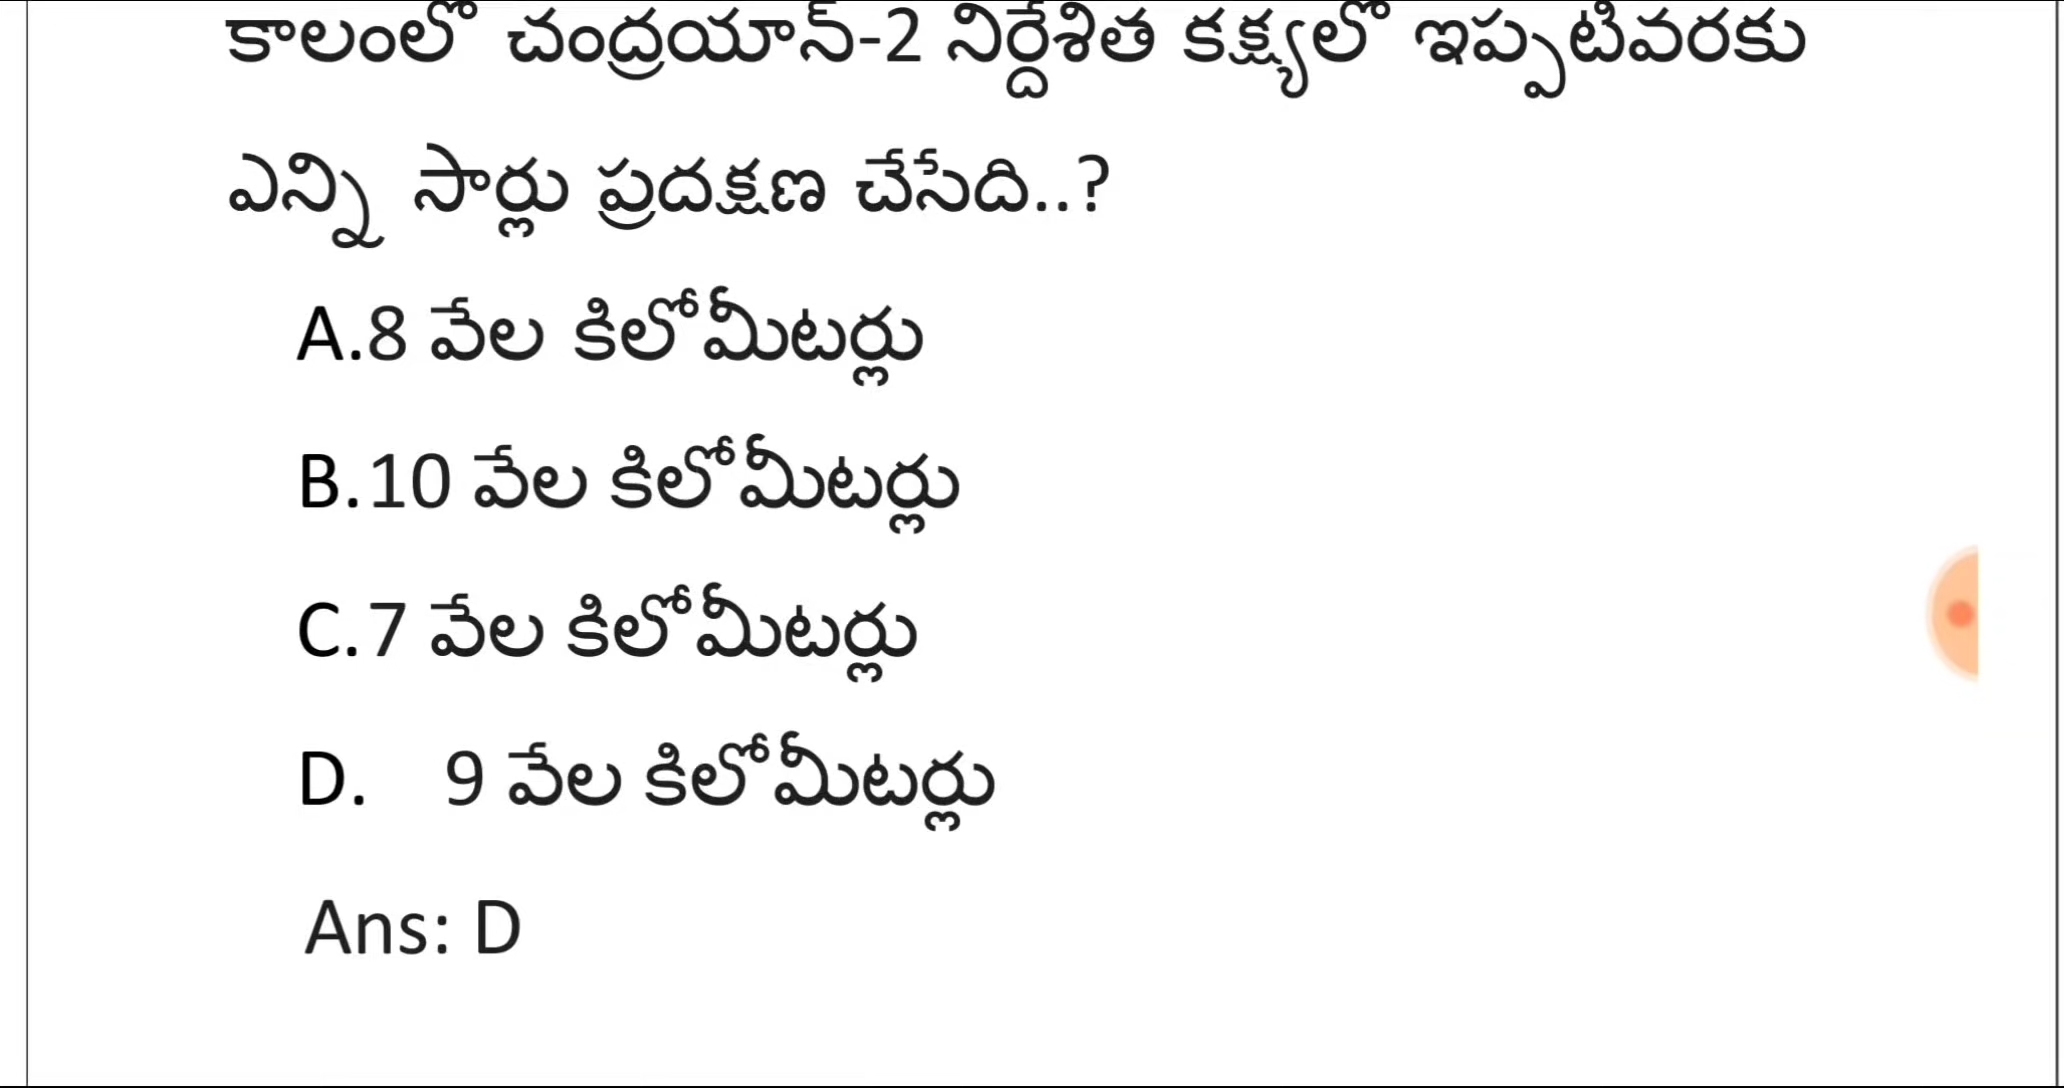 కాలంలో చంద్రయాన్-2 నిర్దేశిత కక్ష్యలో ఇప్పటివరకు
ఎన్ని సార్లు ప్రదక్షణ చేసేది..?
A.8 వేల కిలోమీటర్లు
B.10 వేల కిలోమీటర్లు
C.7 వేల కిలోమీటర్లు
D. 9 వేల కిలోమీటర్లు
Ans: D